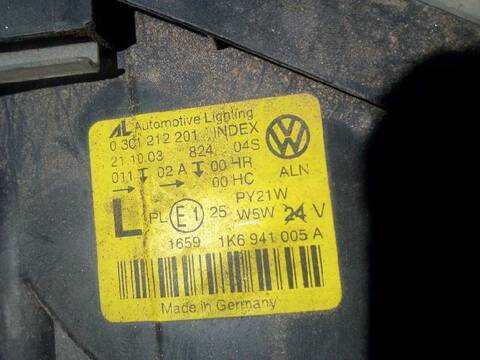 AL Automotive Lighting
0 301 212 201 INDEX
21.10.03 824 04S
011 02 A 00 HR
00 HC
ALN
PY21W
L PL E1 25 W5W 24 V
1659 1K6 941 005 A
Made in Germany